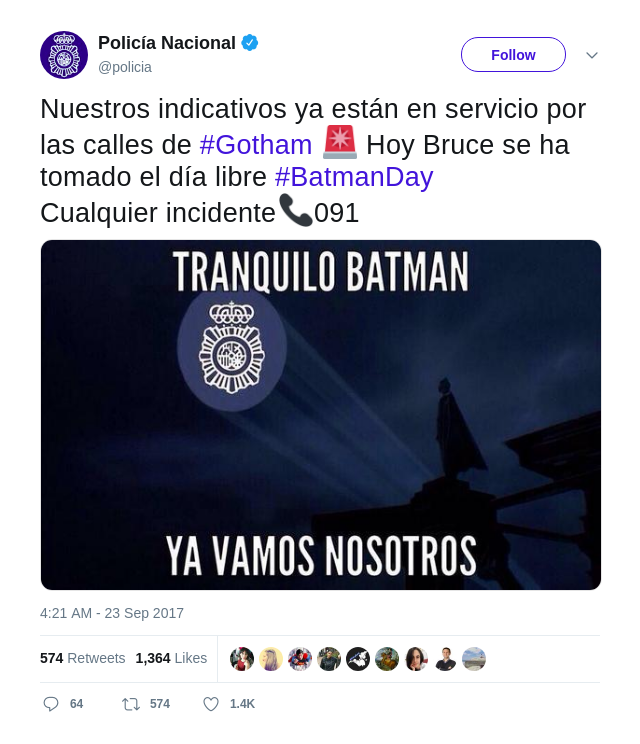 Policía Nacional
@policia
Follow
Nuestros indicativos ya están en servicio por
las calles de #Gotham 🚨 Hoy Bruce se ha
tomado el día libre #BatmanDay
Cualquier incidente📞091
TRANQUILO BATMAN
YA VAMOS NOSOTROS
4:21 AM - 23 Sep 2017
574 Retweets 1,364 Likes
64 574 1.4K